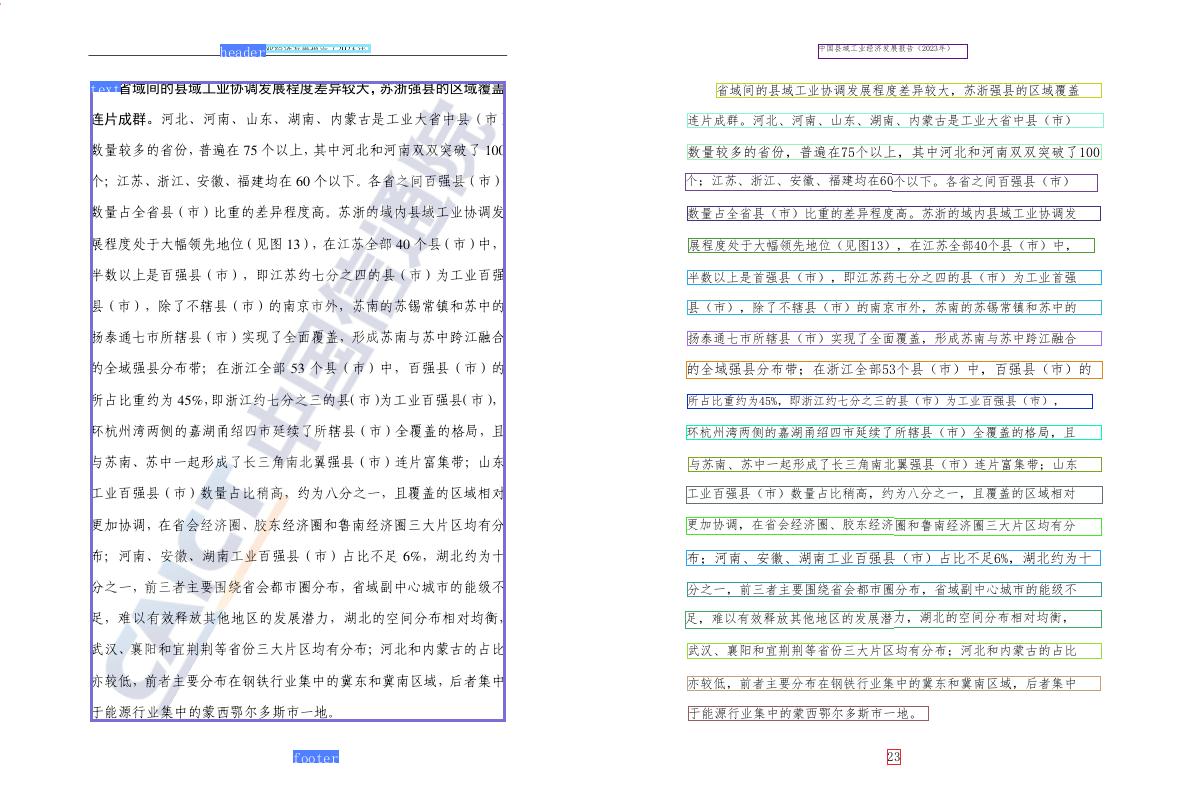 header
text
省域间的县域工业协调发展程度差异较大，苏浙强县的区域覆盖
连片成群。河北、河南、山东、湖南、内蒙古是工业大省中县（市
数量较多的省份，普遍在 75 个以上，其中河北和河南双双突破了 100
个；江苏、浙江、安徽、福建均在 60 个以下。各省之间百强县（市）
数量占全省县（市）比重的差异程度高。苏浙的域内县域工业协调发
展程度处于大幅领先地位（见图 13），在江苏全部 40 个县（市）中，
半数以上是百强县（市），即江苏约七分之四的县（市）为工业百强
县（市），除了不辖县（市）的南京市外，苏南的苏锡常镇和苏中的
扬泰通七市所辖县（市）实现了全面覆盖，形成苏南与苏中跨江融合
的全域强县分布带；在浙江全部 53 个县（市）中，百强县（市）的
所占比重约为 45%，即浙江约七分之三的县（市）为工业百强县（市），
环杭州湾两侧的嘉湖甬绍四市延续了所辖县（市）全覆盖的格局，且
与苏南、苏中一起形成了长三角南北翼强县（市）连片富集带；山东
工业百强县（市）数量占比稍高，约为八分之一，且覆盖的区域相对
更加协调，在省会经济圈、胶东经济圈和鲁南经济圈三大片区均有分
布；河南、安徽、湖南工业百强县（市）占比不足 6%，湖北约为十
分之一，前三者主要围绕省会都市圈分布，省域副中心城市的能级不
足，难以有效释放其他地区的发展潜力，湖北的空间分布相对均衡，
武汉、襄阳和宜荆荆等省份三大片区均有分布；河北和内蒙古的占比
亦较低，前者主要分布在钢铁行业集中的冀东和冀南区域，后者集中
于能源行业集中的蒙西鄂尔多斯市一地。
CAICT 中国信通院
footer
中国县域工业经济发展报告（2023年）
省域间的县域工业协调发展程度差异较大，苏浙强县的区域覆盖
连片成群。河北、河南、山东、湖南、内蒙古是工业大省中县（市）
数量较多的省份，普遍在75个以上，其中河北和河南双双突破了100
个；江苏、浙江、安徽、福建均在60个以下。各省之间百强县（市）
数量占全省县（市）比重的差异程度高。苏浙的域内县域工业协调发
展程度处于大幅领先地位（见图13），在江苏全部40个县（市）中，
半数以上是首强县（市），即江苏药七分之四的县（市）为工业首强
县（市），除了不辖县（市）的南京市外，苏南的苏锡常镇和苏中的
扬泰通七市所辖县（市）实现了全面覆盖，形成苏南与苏中跨江融合
的全域强县分布带；在浙江全部53个县（市）中，百强县（市）的
所占比重约为45%，即浙江约七分之三的县（市）为工业百强县（市），
环杭州湾两侧的嘉湖甬绍四市延续了所辖县（市）全覆盖的格局，且
与苏南、苏中一起形成了长三角南北翼强县（市）连片富集带；山东
工业百强县（市）数量占比稍高，约为八分之一，且覆盖的区域相对
更加协调，在省会经济圈、胶东经济圈和鲁南经济圈三大片区均有分
布；河南、安徽、湖南工业百强县（市）占比不足6%，湖北约为十
分之一，前三者主要围绕省会都市圈分布，省域副中心城市的能级不
足，难以有效释放其他地区的发展潜力，湖北的空间分布相对均衡，
武汉、襄阳和宜荆荆等省份三大片区均有分布；河北和内蒙古的占比
亦较低，前者主要分布在钢铁行业集中的冀东和冀南区域，后者集中
于能源行业集中的蒙西鄂尔多斯市一地。
23